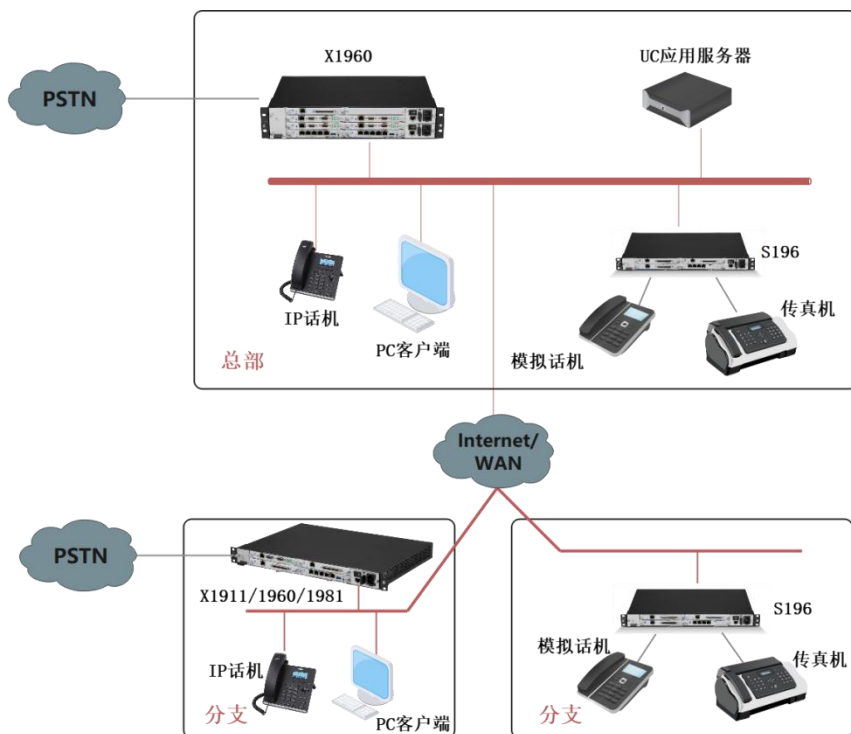 X1960
UC应用服务器
PSTN
S196
IP话机
PC客户端
传真机
模拟话机
总部
Internet/
WAN
PSTN
X1911/1960/1981
S196
IP话机
模拟话机
传真机
分支
PC客户端
分支